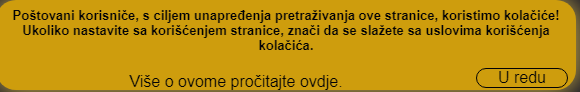 Poštovani korisniče, s ciljem unapređenja pretraživanja ove stranice, koristimo kolačiće!
Ukoliko nastavite sa korišćenjem stranice, znači da se slažete sa uslovima korišćenja
kolačića.
Više o ovome pročitajte ovdje.
U redu